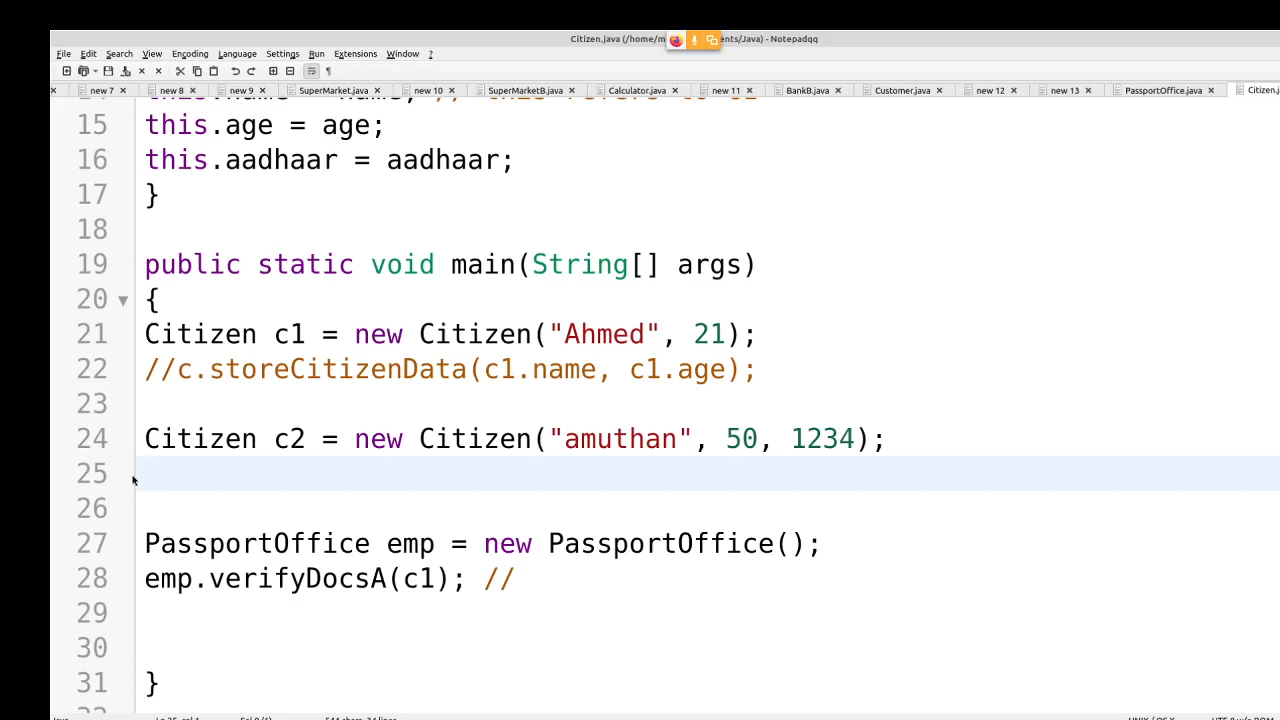 Citizen.java (/home/m ents/Java) - Notepadqq
File Edit Search View Encoding Language Settings Run Extensions Window ?
new 7 new 8 new 9 SuperMarket.java new 10 SuperMarketB.java Calculator.java new 11 BankB.java Customer.java new 12 new 13 PassportOffice.java Citizen.j
15 this.age = age;
16 this.aadhaar = aadhaar;
17 }
18
19 public static void main(String[] args)
20 {
21 Citizen c1 = new Citizen("Ahmed", 21);
22 //c.storeCitizenData(c1.name, c1.age);
23
24 Citizen c2 = new Citizen("amuthan", 50, 1234);
25
26
27 PassportOffice emp = new PassportOffice();
28 emp.verifyDocsA(c1); //
29
30
31 }